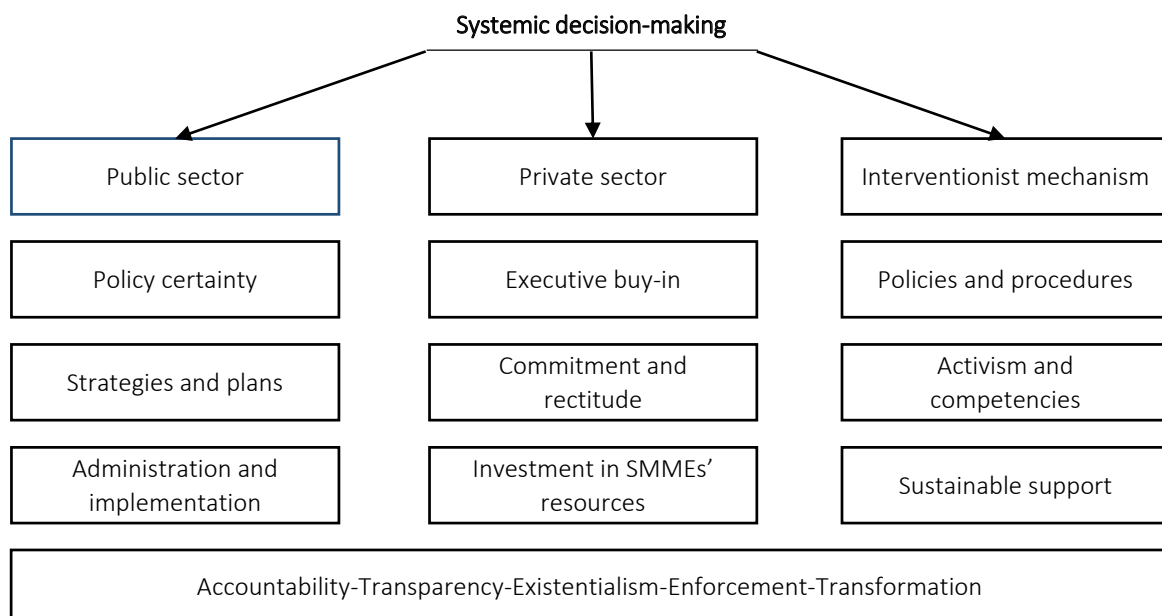 Systemic decision-making
Public sector
Private sector
Interventionist mechanism
Policy certainty
Executive buy-in
Policies and procedures
Strategies and plans
Commitment and
rectitude
Activism and
competencies
Administration and
implementation
Investment in SMMEs’
resources
Sustainable support
Accountability-Transparency-Existentialism-Enforcement-Transformation